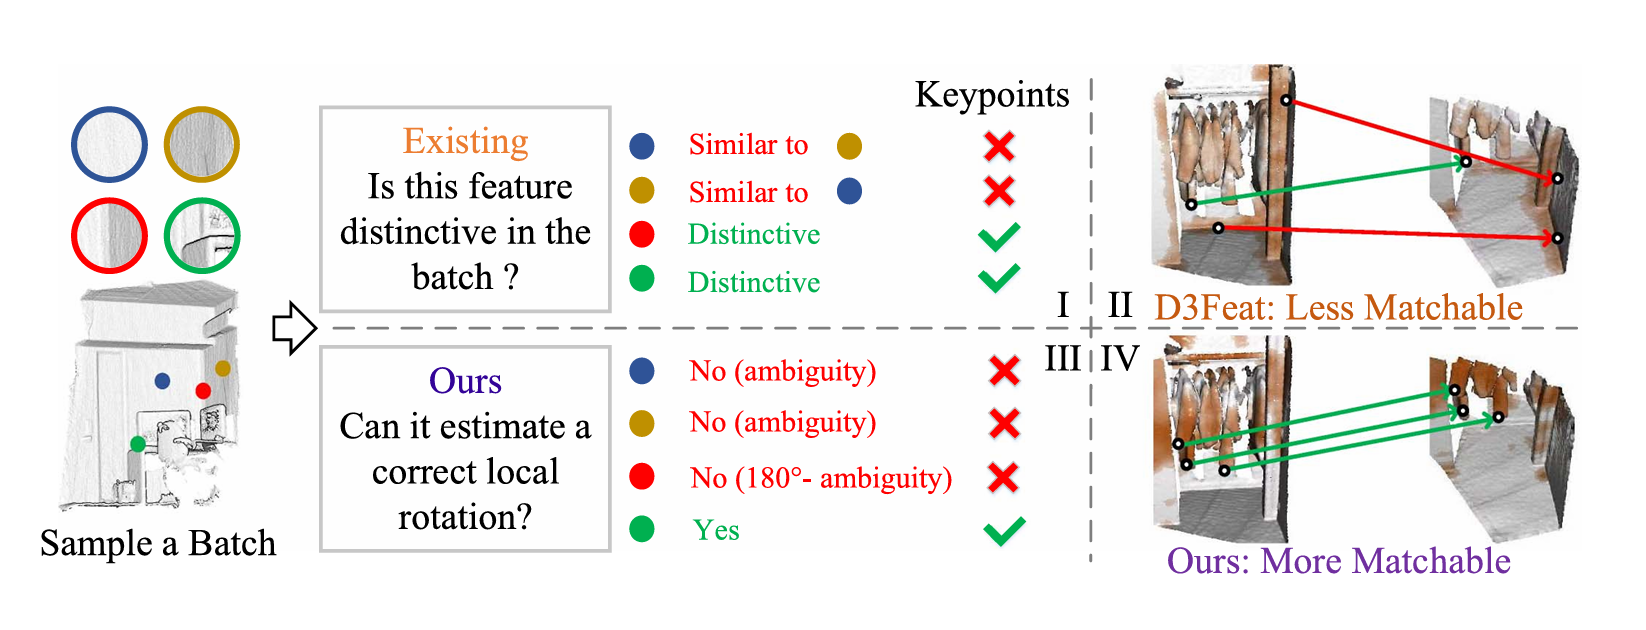 Sample a Batch
Existing
Is this feature
distinctive in the
batch ?
Keypoints
Similar to
Similar to
Distinctive
Distinctive
I
II
D3Feat: Less Matchable
Ours
Can it estimate a
correct local
rotation?
No (ambiguity)
No (ambiguity)
No (180°- ambiguity)
Yes
III
IV
Ours: More Matchable